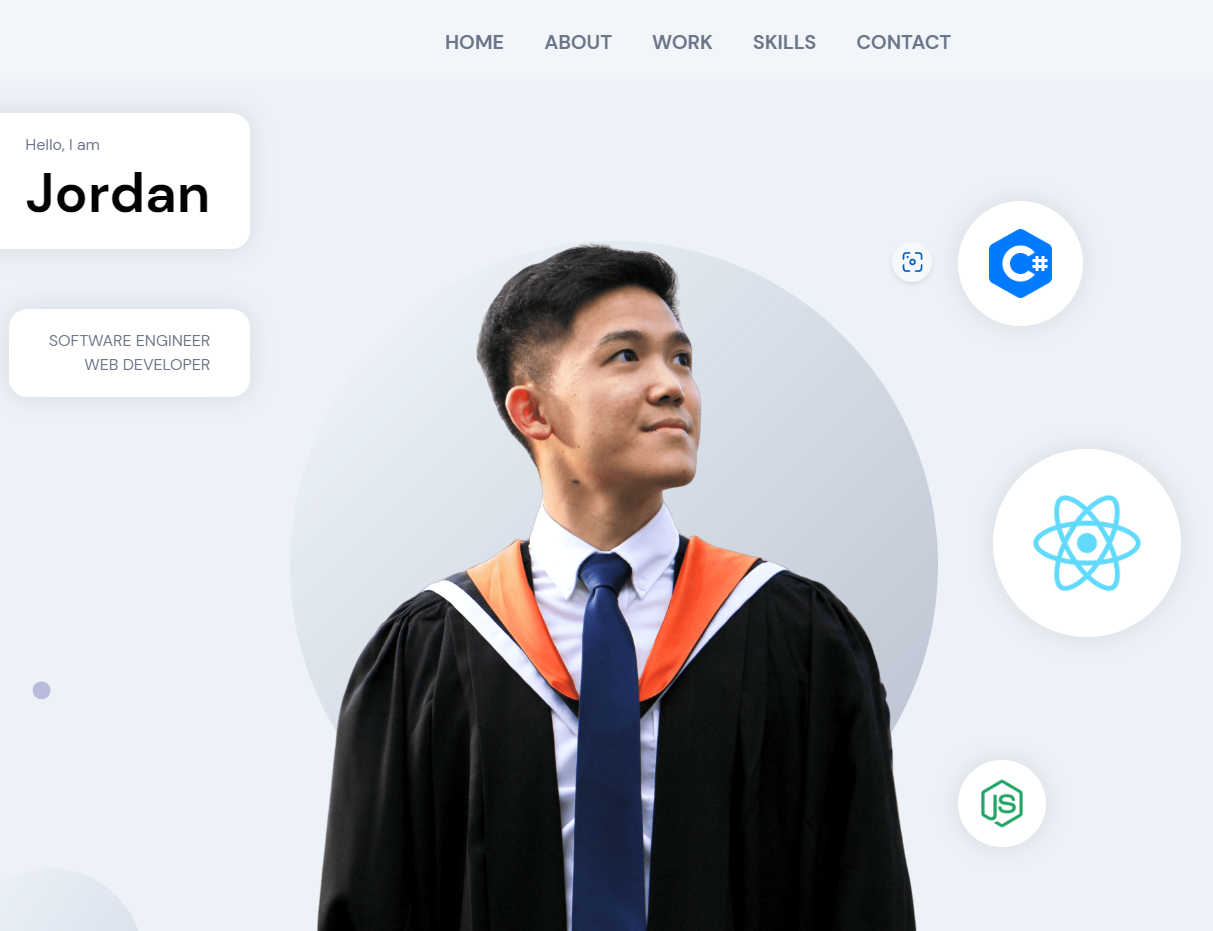 HOME ABOUT WORK SKILLS CONTACT
Hello, I am
Jordan
SOFTWARE ENGINEER
WEB DEVELOPER
C#
JS